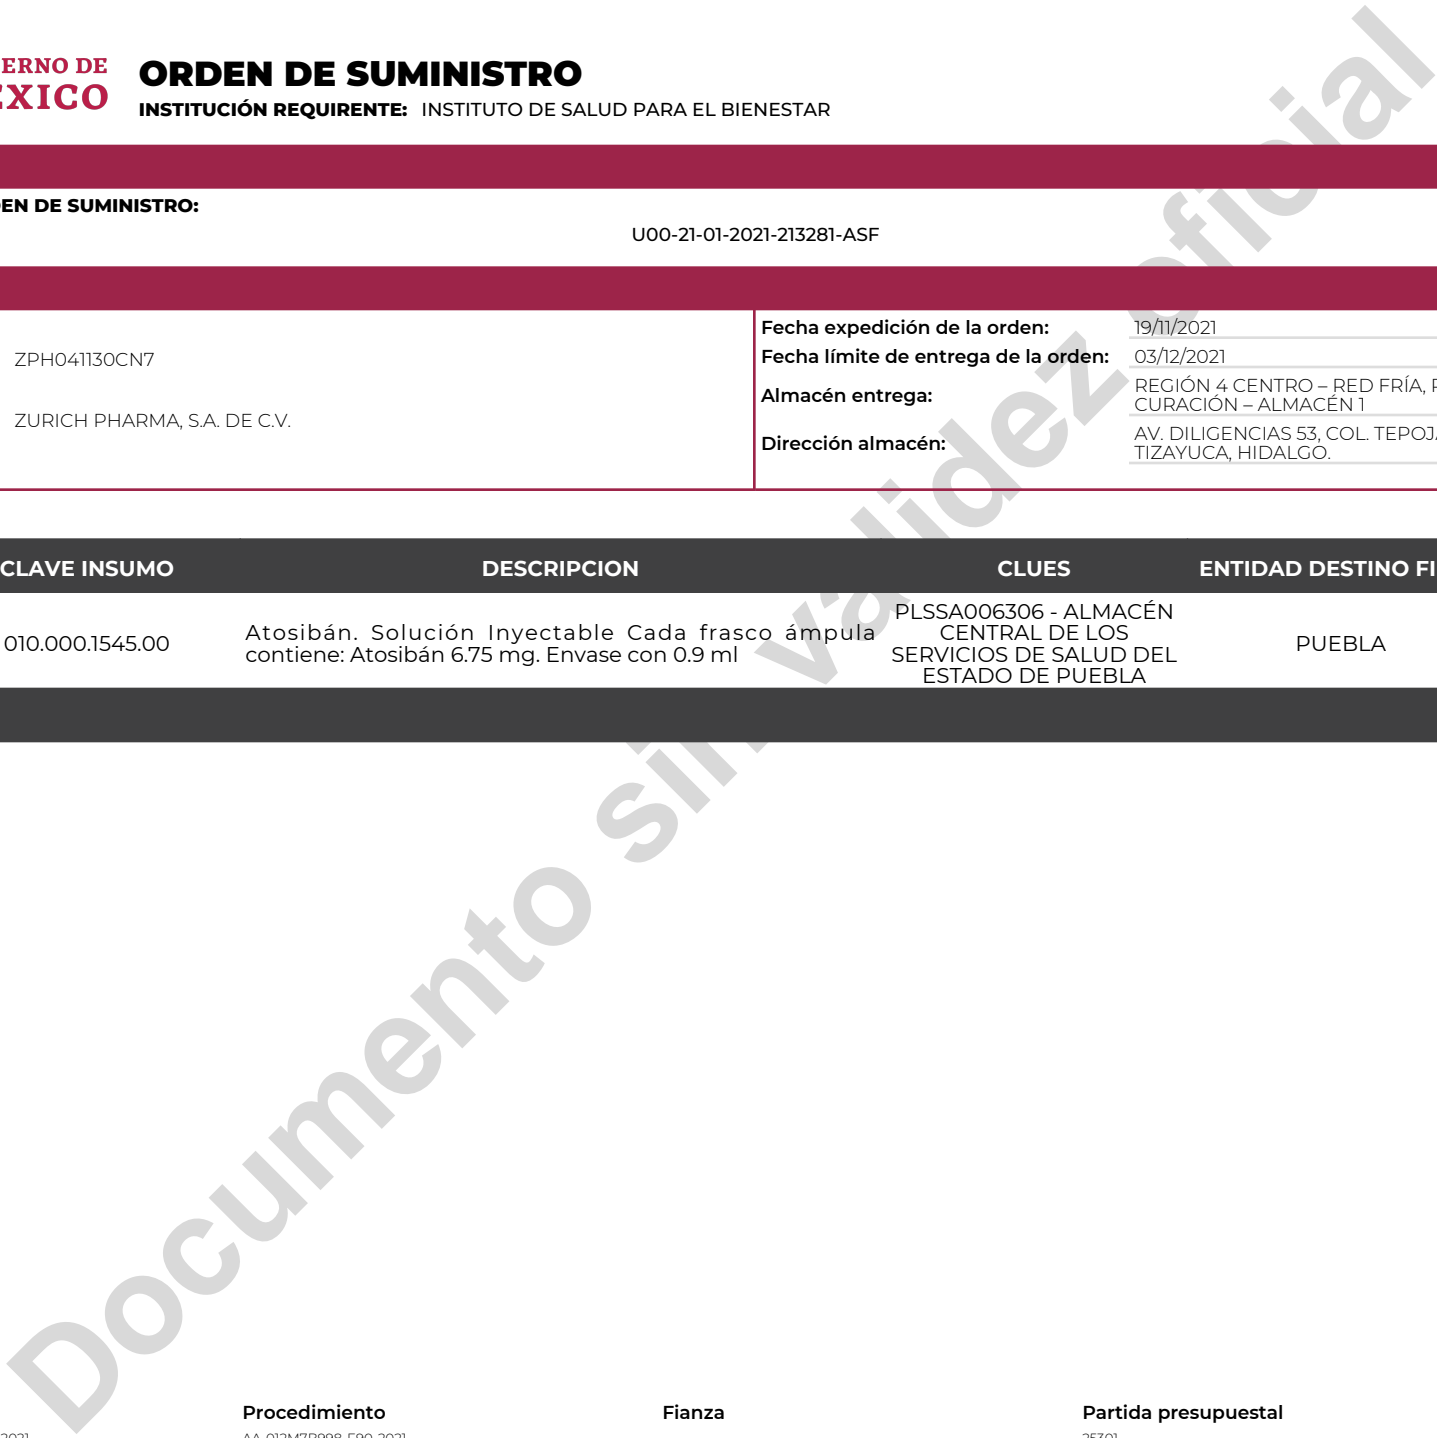 ERNO DE
ÉXICO
ORDEN DE SUMINISTRO
INSTITUCIÓN REQUIRENTE: INSTITUTO DE SALUD PARA EL BIENESTAR
EN DE SUMINISTRO:
U00-21-01-2021-213281-ASF
ZPH041130CN7
ZURICH PHARMA, S.A. DE C.V.
Fecha expedición de la orden: 19/11/2021
Fecha límite de entrega de la orden: 03/12/2021
Almacén entrega: REGIÓN 4 CENTRO – RED FRÍA,
CURACIÓN – ALMACÉN 1
Dirección almacén: AV. DILIGENCIAS 53, COL. TEPOJA
TIZAYUCA, HIDALGO.
CLAVE INSUMO DESCRIPCION CLUES ENTIDAD DESTINO FI
010.000.1545.00
Atosibán. Solución Inyectable Cada frasco ámpula
contiene: Atosibán 6.75 mg. Envase con 0.9 ml
PLSSA006306 - ALMACÉN
CENTRAL DE LOS
SERVICIOS DE SALUD DEL
ESTADO DE PUEBLA
PUEBLA
Documento sin validez oficial
Procedimiento Fianza Partida presupuestal